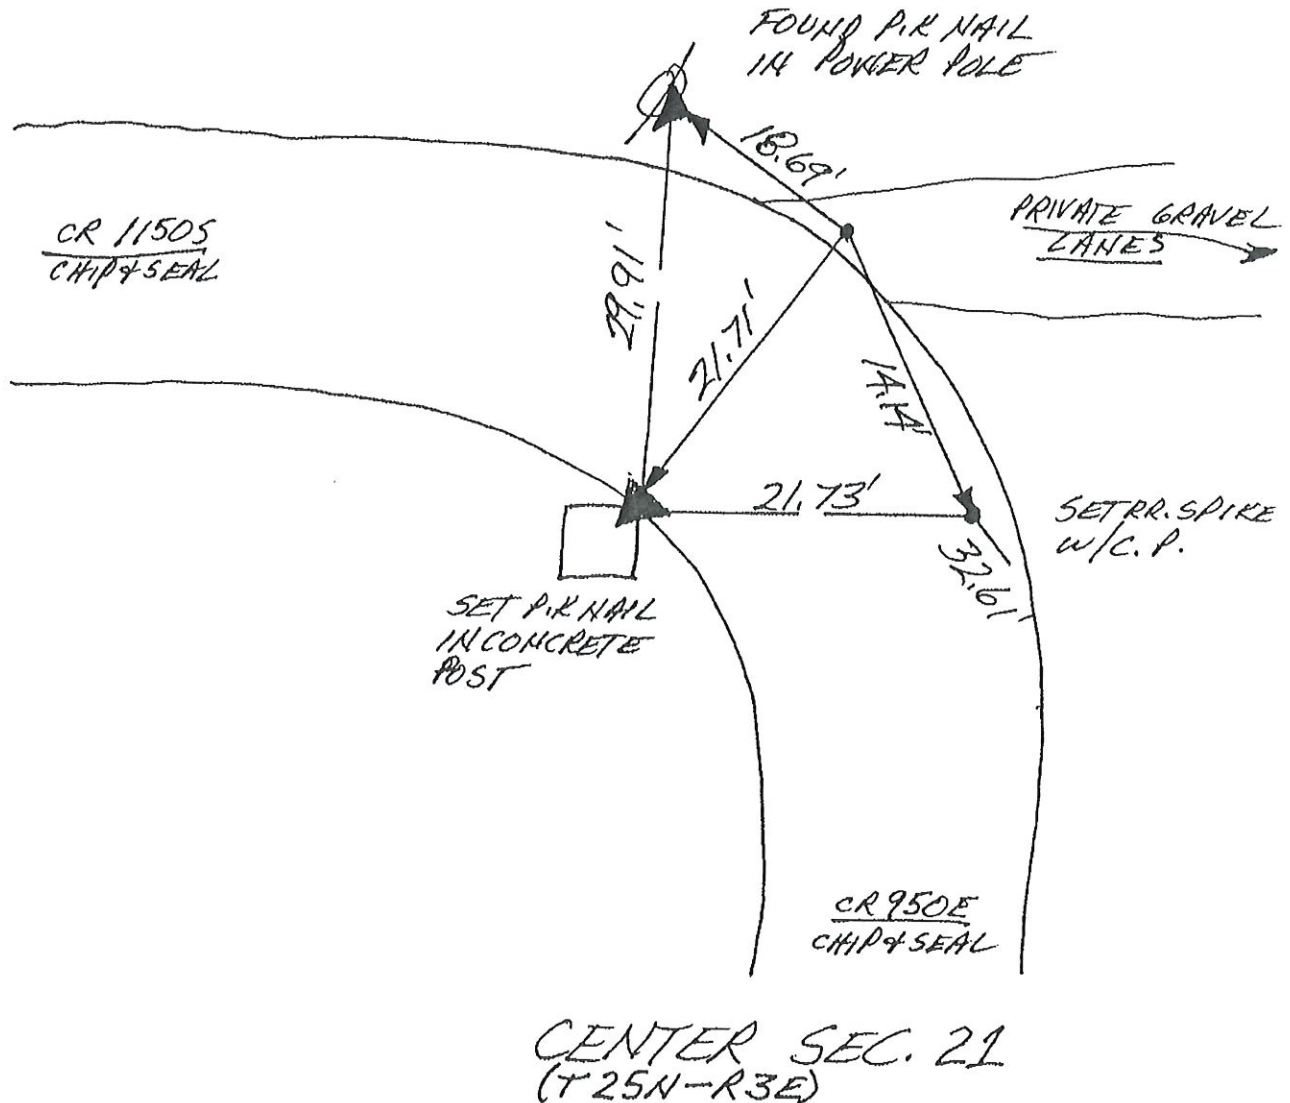 FOUND P.K NAIL
IN POWER POLE
18.69'
CR 1150S
CHIP & SEAL
PRIVATE GRAVEL
LANES
29.91'
21.71'
14.14'
21.73'
SET RR. SPIKE
W/C.P.
32.61'
SET P.K NAIL
IN CONCRETE
POST
CR 950E
CHIP & SEAL
CENTER SEC. 21
(T25N-R3E)